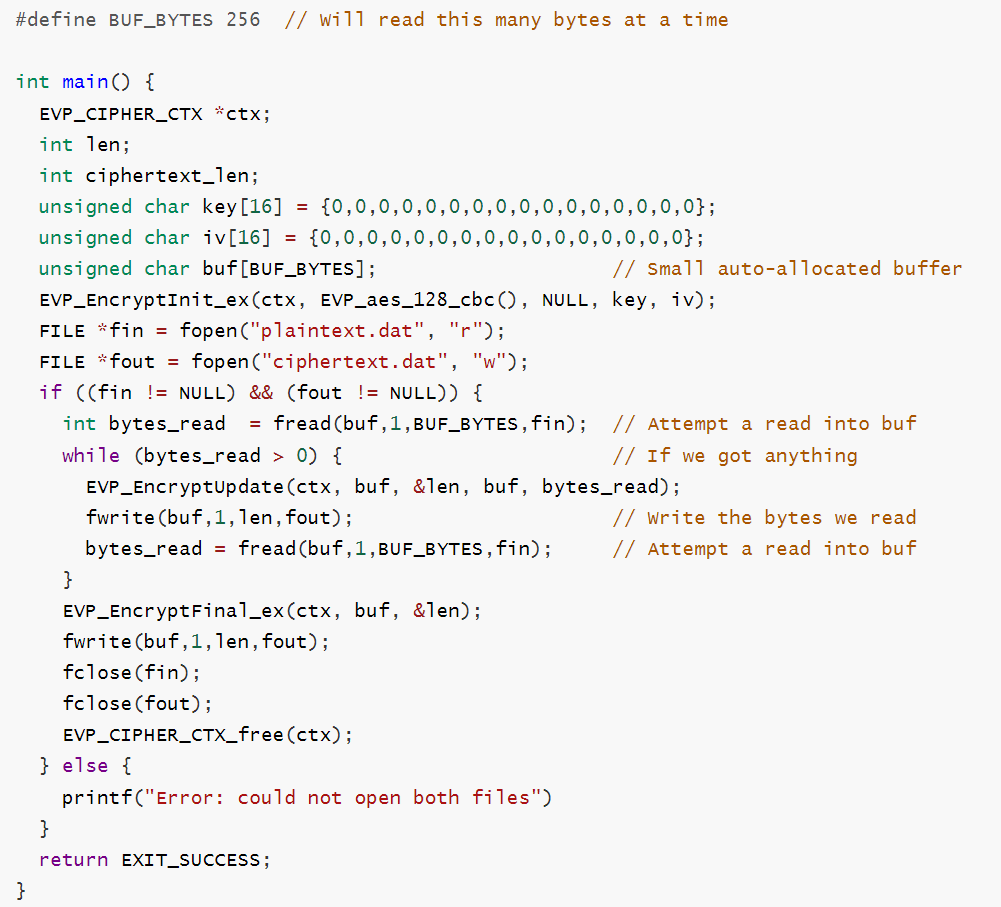 #define BUF_BYTES 256  // Will read this many bytes at a time

int main() {
  EVP_CIPHER_CTX *ctx;
  int len;
  int ciphertext_len;
  unsigned char key[16] = {0,0,0,0,0,0,0,0,0,0,0,0,0,0,0,0};
  unsigned char iv[16] = {0,0,0,0,0,0,0,0,0,0,0,0,0,0,0,0};
  unsigned char buf[BUF_BYTES];                    // Small auto-allocated buffer
  EVP_EncryptInit_ex(ctx, EVP_aes_128_cbc(), NULL, key, iv);
  FILE *fin = fopen("plaintext.dat", "r");
  FILE *fout = fopen("ciphertext.dat", "w");
  if ((fin != NULL) && (fout != NULL)) {
    int bytes_read  = fread(buf,1,BUF_BYTES,fin);  // Attempt a read into buf
    while (bytes_read > 0) {                       // If we got anything
      EVP_EncryptUpdate(ctx, buf, &len, buf, bytes_read);
      fwrite(buf,1,len,fout);                      // Write the bytes we read
      bytes_read = fread(buf,1,BUF_BYTES,fin);     // Attempt a read into buf
    }
    EVP_EncryptFinal_ex(ctx, buf, &len);
    fwrite(buf,1,len,fout);
    fclose(fin);
    fclose(fout);
    EVP_CIPHER_CTX_free(ctx);
  } else {
    printf("Error: could not open both files")
  }
  return EXIT_SUCCESS;
}